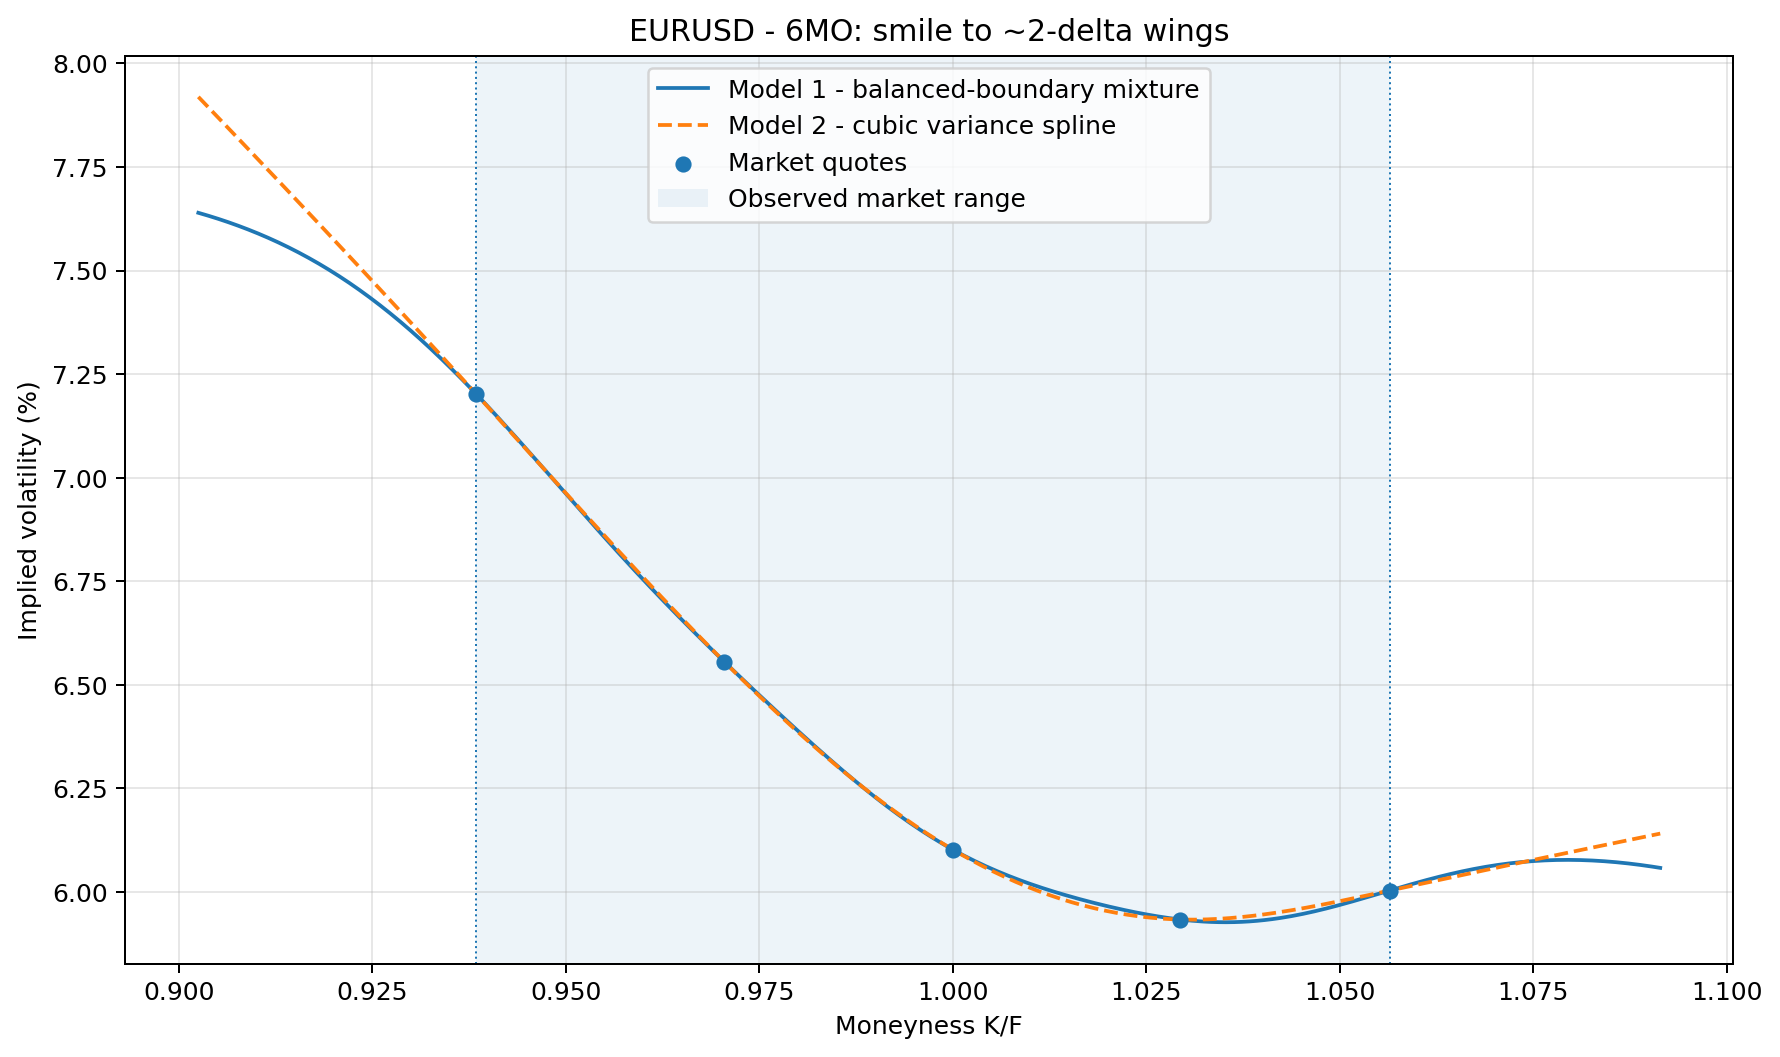 EURUSD - 6MO: smile to ~2-delta wings
Model 1 - balanced-boundary mixture
Model 2 - cubic variance spline
Market quotes
Observed market range
Implied volatility (%)
8.00
7.75
7.50
7.25
7.00
6.75
6.50
6.25
6.00
0.900 0.925 0.950 0.975 1.000 1.025 1.050 1.075 1.100
Moneyness K/F